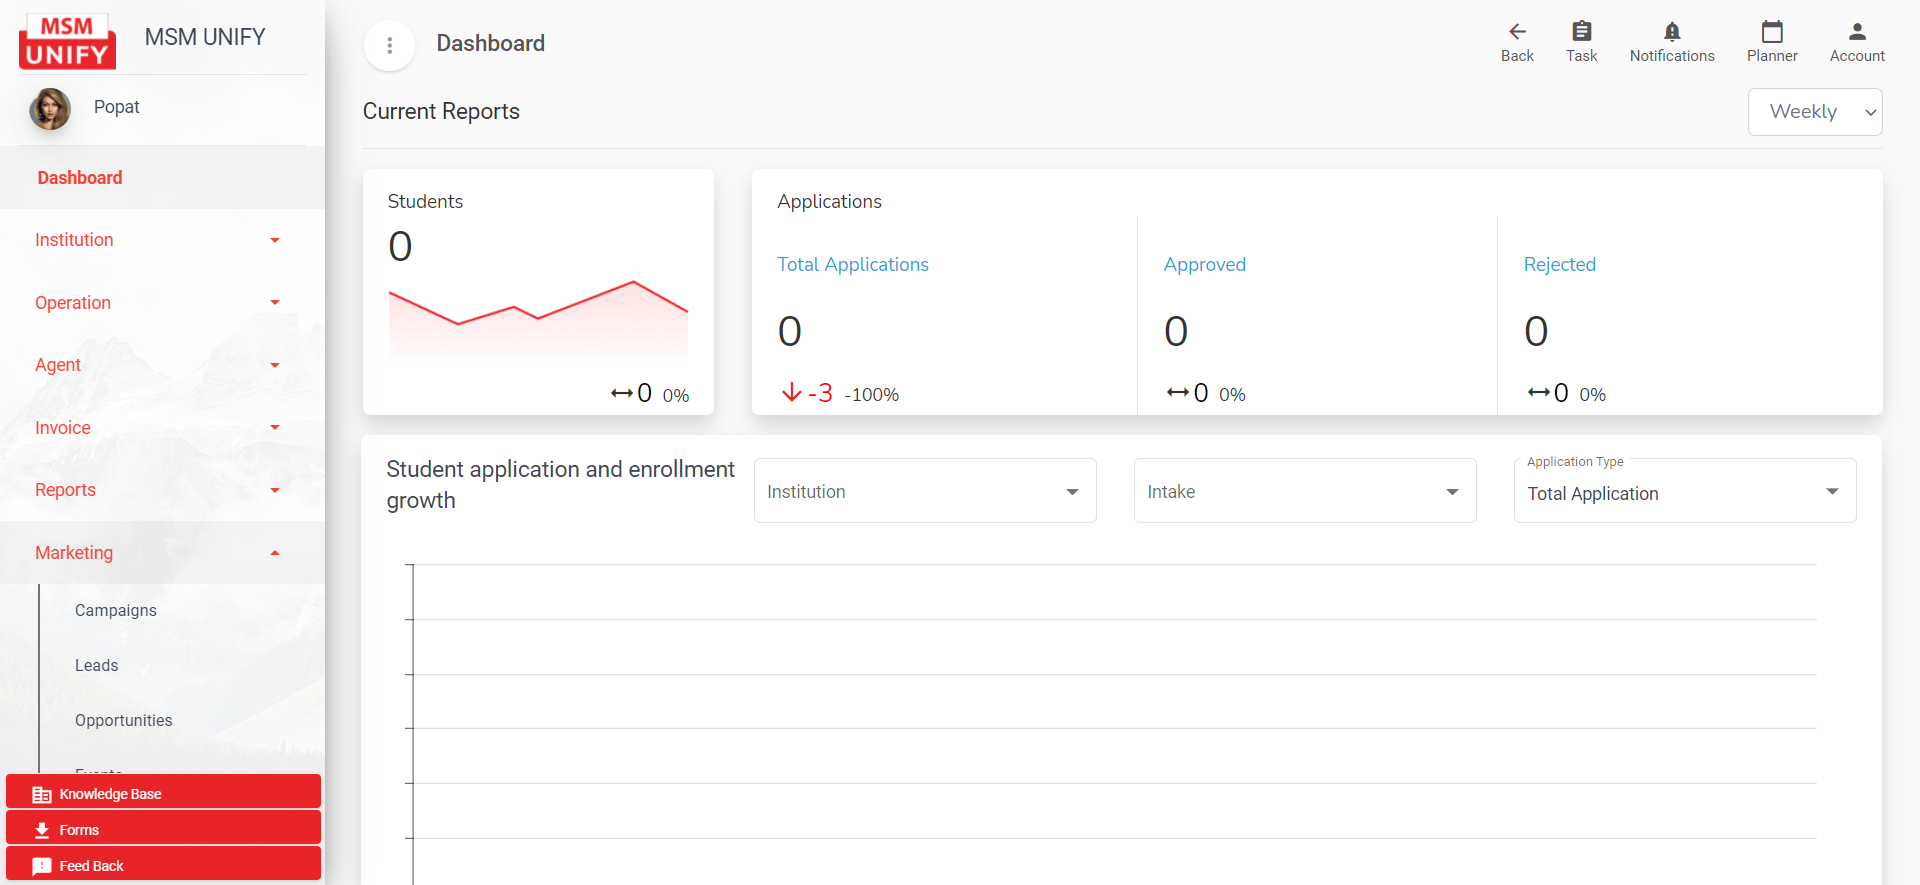 MSM
UNIFY
MSM UNIFY
Popat
Dashboard
Institution
Operation
Agent
Invoice
Reports
Marketing
Campaigns
Leads
Opportunities
Events
Knowledge Base
Forms
Feed Back
Dashboard
Back
Task
Notifications
Planner
Account
Current Reports
Weekly
Students
0
0 0%
Applications
Total Applications
0
-3 -100%
Approved
0
0 0%
Rejected
0
0 0%
Student application and enrollment
growth
Institution
Intake
Application Type
Total Application